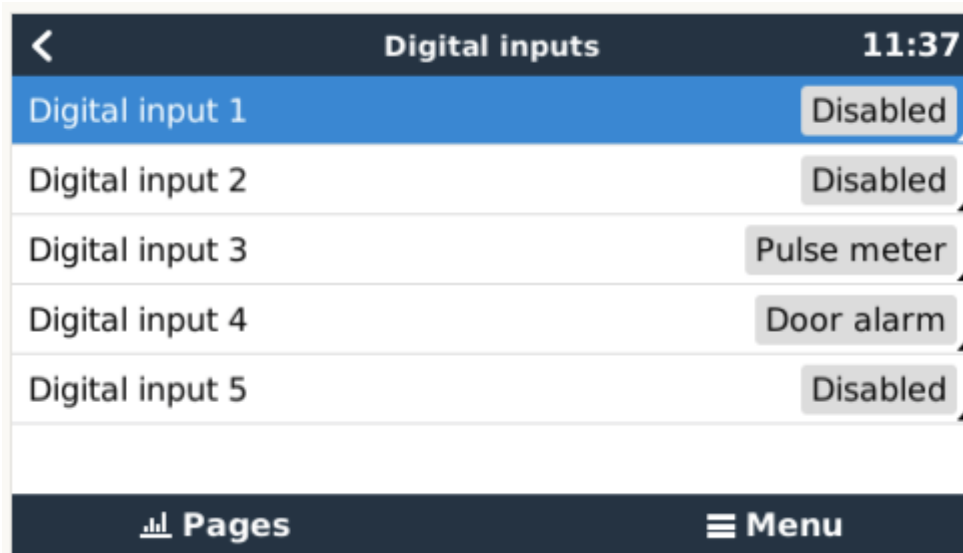 Digital inputs 11:37
Digital input 1 Disabled
Digital input 2 Disabled
Digital input 3 Pulse meter
Digital input 4 Door alarm
Digital input 5 Disabled
Pages Menu